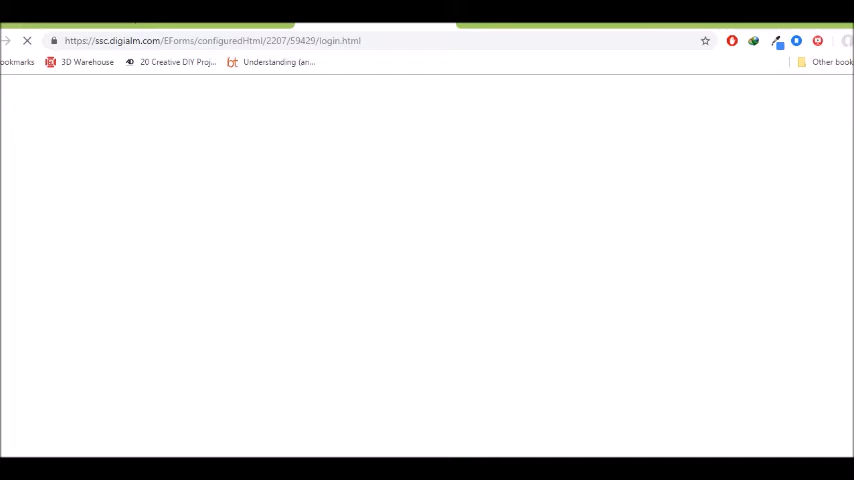 https://ssc.digialm.com/EForms/configuredHtml/2207/59429/login.html
ookmarks 3D Warehouse 20 Creative DIY Proj... bt Understanding (an... Other book